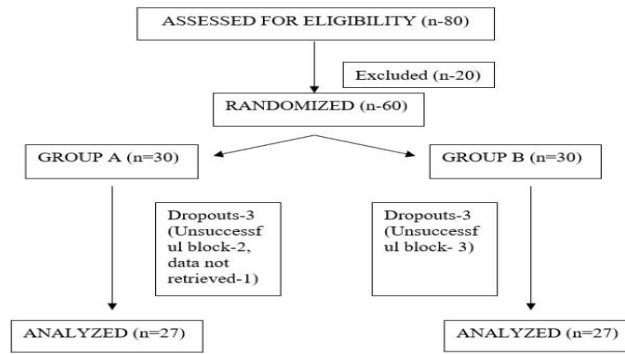 ASSESSED FOR ELIGIBILITY (n-80)
Excluded (n-20)
RANDOMIZED (n-60)
GROUP A (n=30)
GROUP B (n=30)
Dropouts-3
(Unsuccessf
ul block-2,
data not
retrieved-1)
Dropouts-3
(Unsuccessf
ul block- 3)
ANALYZED (n=27)
ANALYZED (n=27)